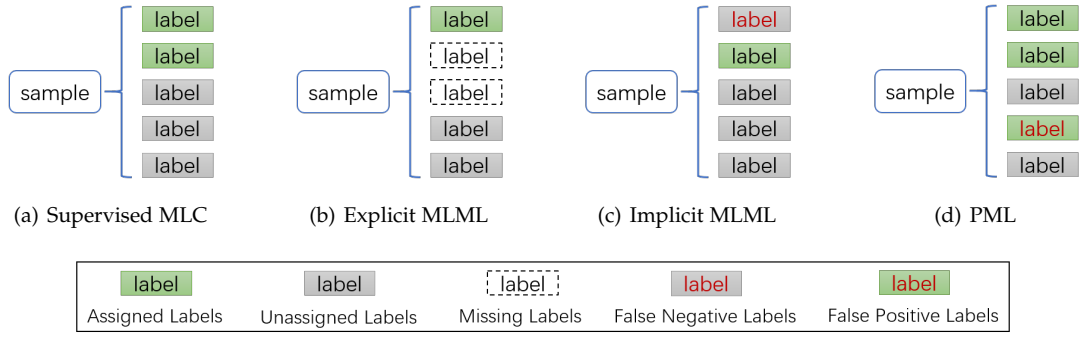 label label label label
label label label label
sample label sample label sample label sample label
label label label label
label label label label
(a) Supervised MLC (b) Explicit MLML (c) Implicit MLML (d) PML
label label label label label
Assigned Labels Unassigned Labels Missing Labels False Negative Labels False Positive Labels